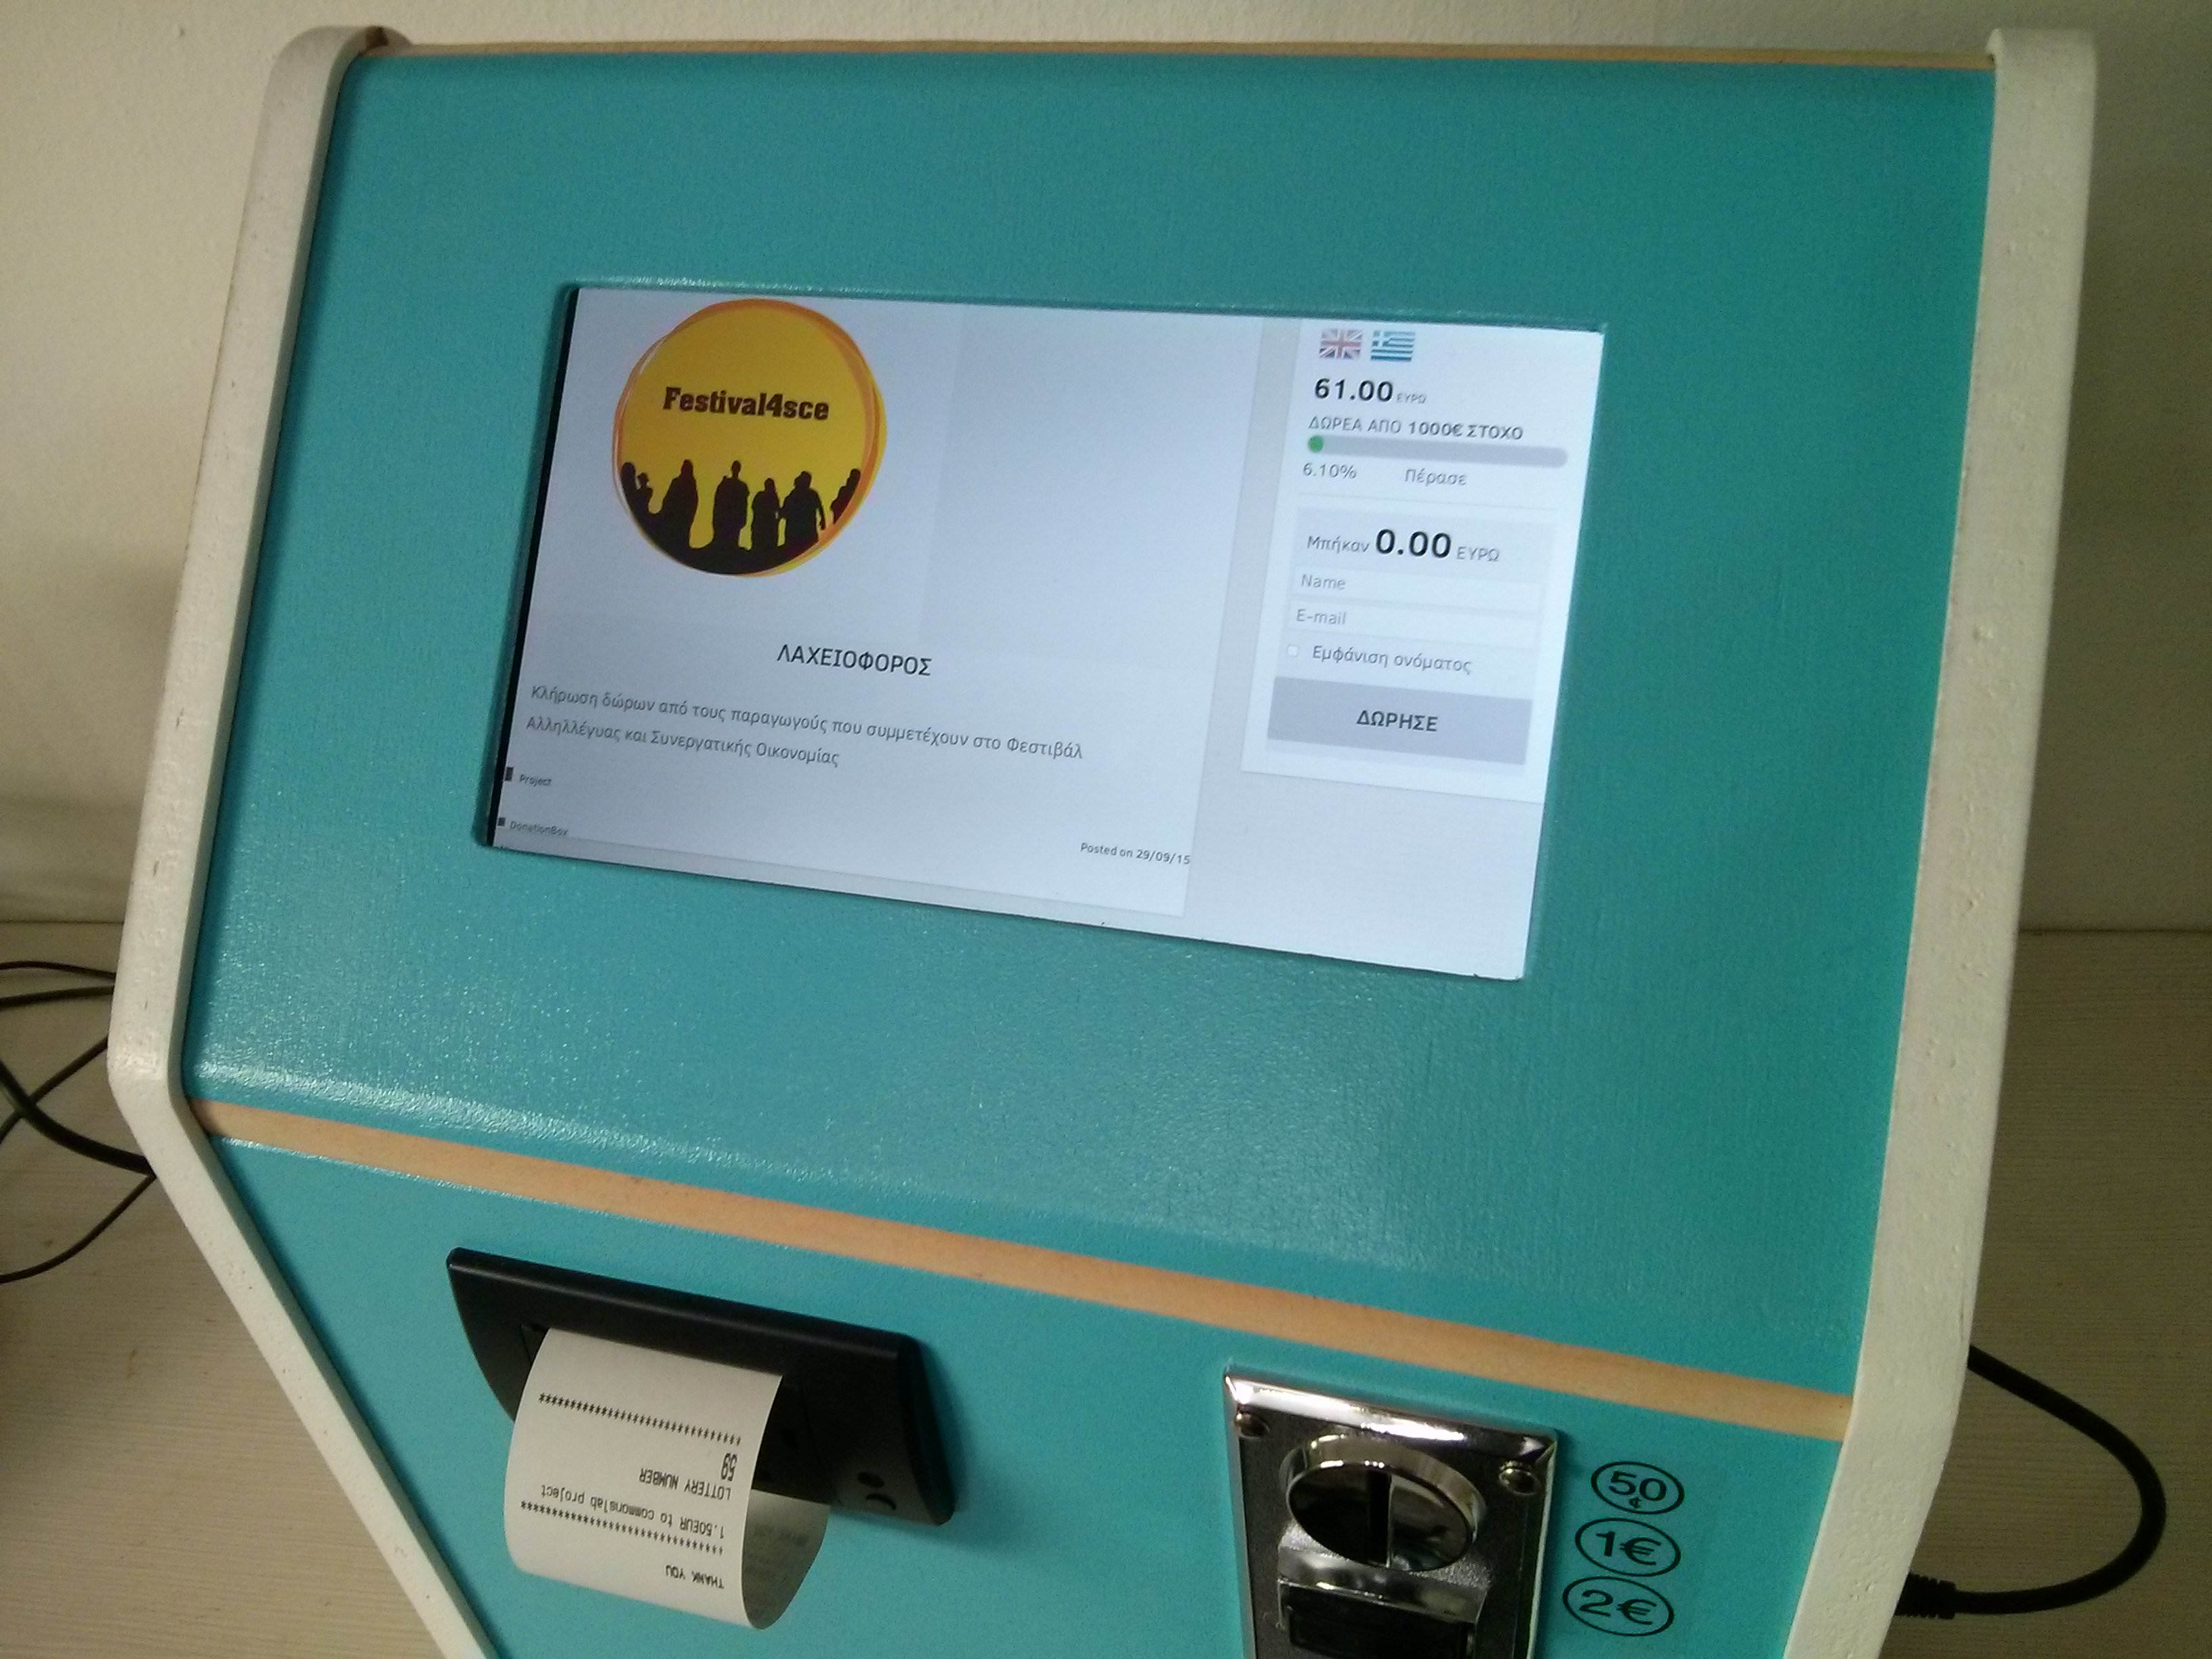 Festival4sce
ΛΑΧΕΙΟΦΟΡΟΣ
Κλήρωση δώρων από τους παραγωγούς που συμμετέχουν στο Φεστιβάλ
Αλληλλέγυας και Συνεργατικής Οικονομίας
Project
DonationBox
Posted on 29/09/15
61.00 ΕΥΡΩ
ΔΩΡΕΑ ΑΠΟ 1000€ ΣΤΟΧΟ
6.10% Πέρασε
Μπήκαν 0.00 ΕΥΡΩ
Name
E-mail
Εμφάνιση ονόματος
ΔΩΡΗΣΕ
THANK YOU
********************************
1.50EUR to commonslab project
LOTTERY NUMBER
59
********************************
50
¢
1€
2€